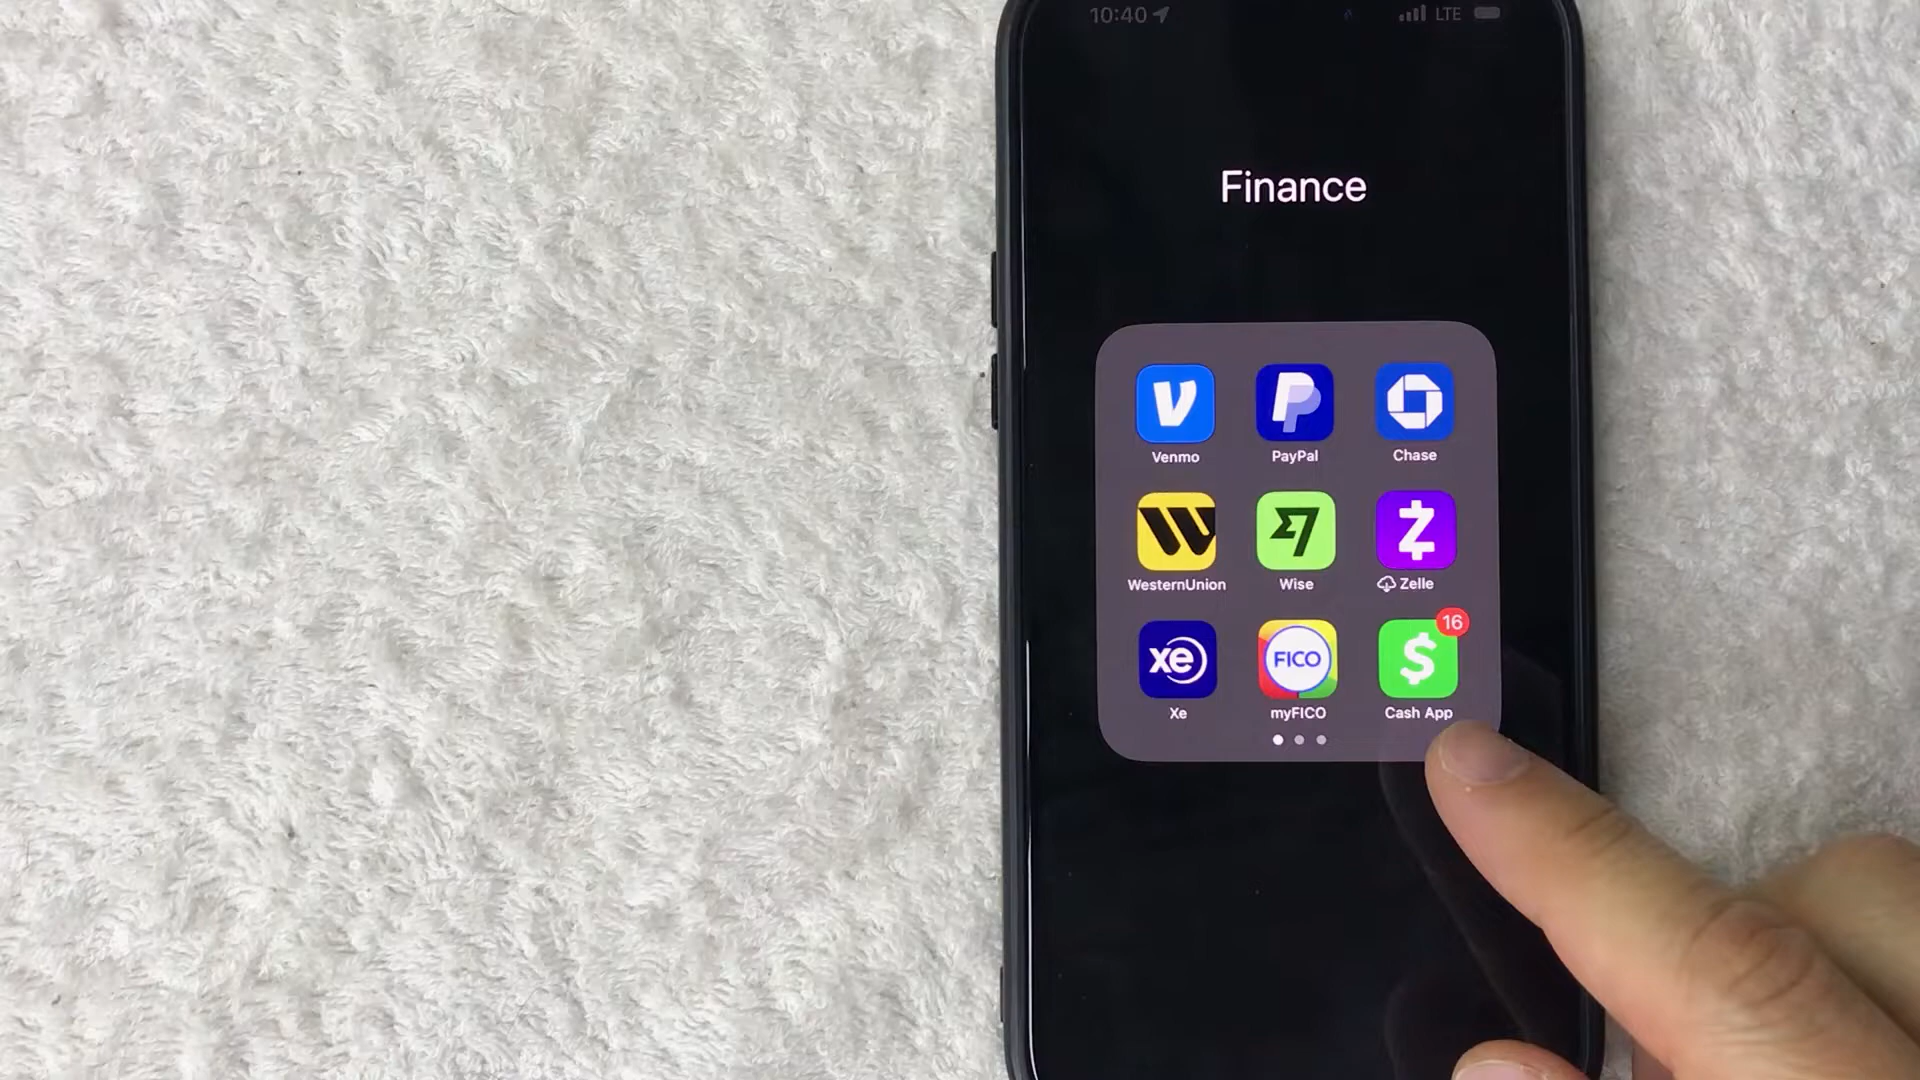 10:40 LTE
Finance
Venmo PayPal Chase
WesternUnion Wise Zelle
16
xe FICO $
Xe myFICO Cash App